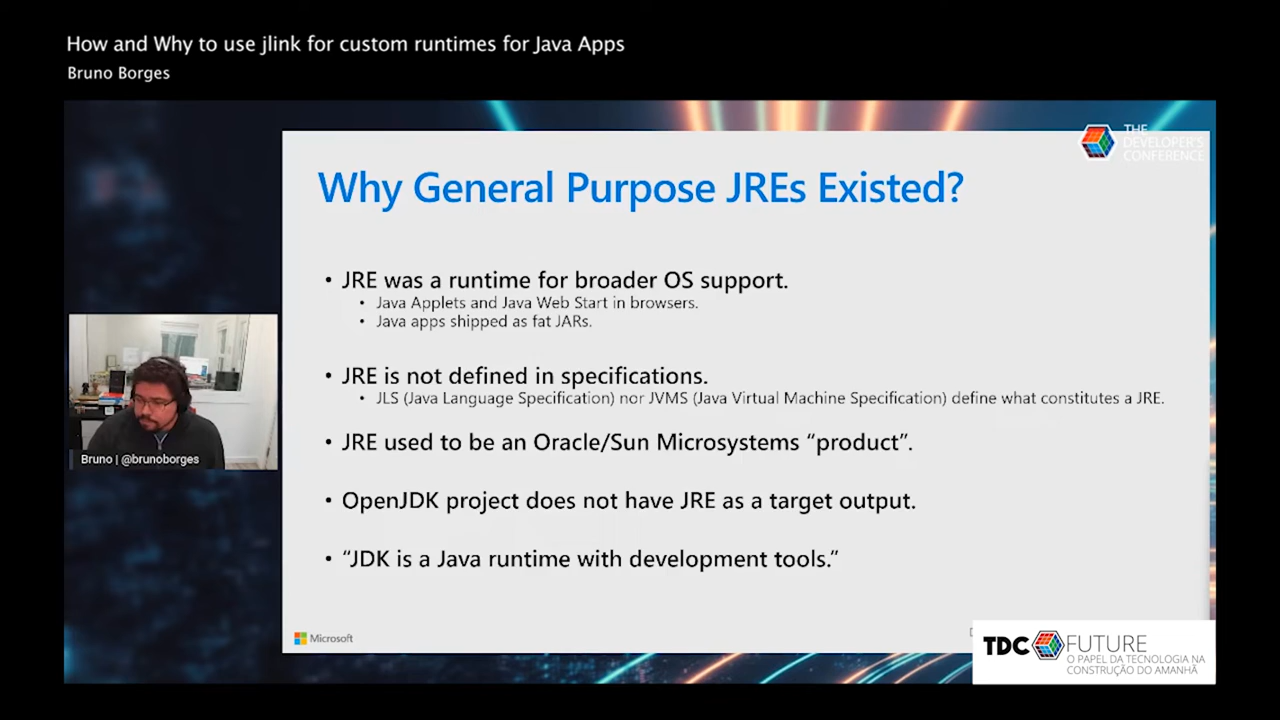 How and Why to use jlink for custom runtimes for Java Apps
Bruno Borges
THE
DEVELOPER'S
CONFERENCE
Why General Purpose JREs Existed?
• JRE was a runtime for broader OS support.
• Java Applets and Java Web Start in browsers.
• Java apps shipped as fat JARs.
• JRE is not defined in specifications.
• JLS (Java Language Specification) nor JVMS (Java Virtual Machine Specification) define what constitutes a JRE.
• JRE used to be an Oracle/Sun Microsystems “product”.
• OpenJDK project does not have JRE as a target output.
• “JDK is a Java runtime with development tools.”
Bruno | @brunoborges
Microsoft
TDC FUTURE
O PAPEL DA TECNOLOGIA NA
CONSTRUÇÃO DO AMANHÃ